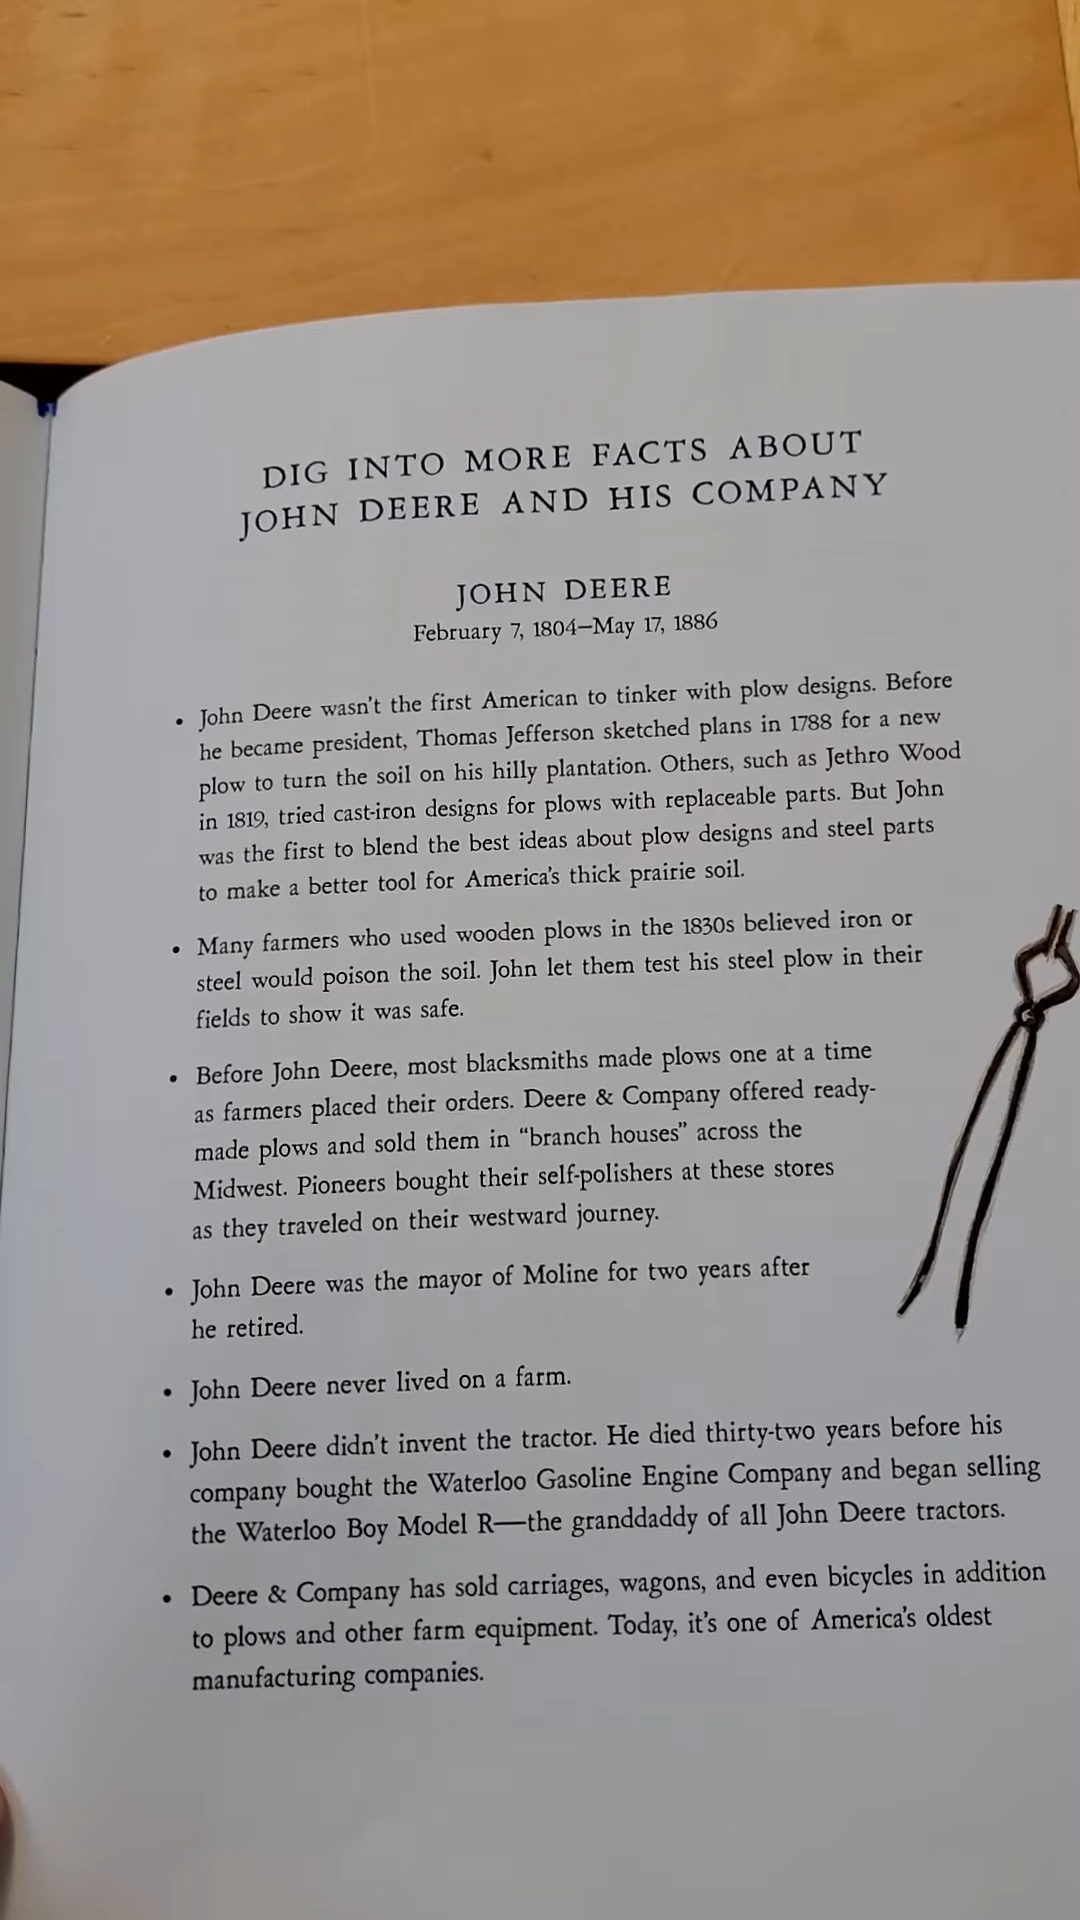 DIG INTO MORE FACTS ABOUT
JOHN DEERE AND HIS COMPANY
JOHN DEERE
February 7, 1804–May 17, 1886
• John Deere wasn't the first American to tinker with plow designs. Before
he became president, Thomas Jefferson sketched plans in 1788 for a new
plow to turn the soil on his hilly plantation. Others, such as Jethro Wood
in 1819, tried cast-iron designs for plows with replaceable parts. But John
was the first to blend the best ideas about plow designs and steel parts
to make a better tool for America's thick prairie soil.
• Many farmers who used wooden plows in the 1830s believed iron or
steel would poison the soil. John let them test his steel plow in their
fields to show it was safe.
• Before John Deere, most blacksmiths made plows one at a time
as farmers placed their orders. Deere & Company offered ready-
made plows and sold them in “branch houses” across the
Midwest. Pioneers bought their self-polishers at these stores
as they traveled on their westward journey.
• John Deere was the mayor of Moline for two years after
he retired.
• John Deere never lived on a farm.
• John Deere didn't invent the tractor. He died thirty-two years before his
company bought the Waterloo Gasoline Engine Company and began selling
the Waterloo Boy Model R—the granddaddy of all John Deere tractors.
• Deere & Company has sold carriages, wagons, and even bicycles in addition
to plows and other farm equipment. Today, it's one of America's oldest
manufacturing companies.